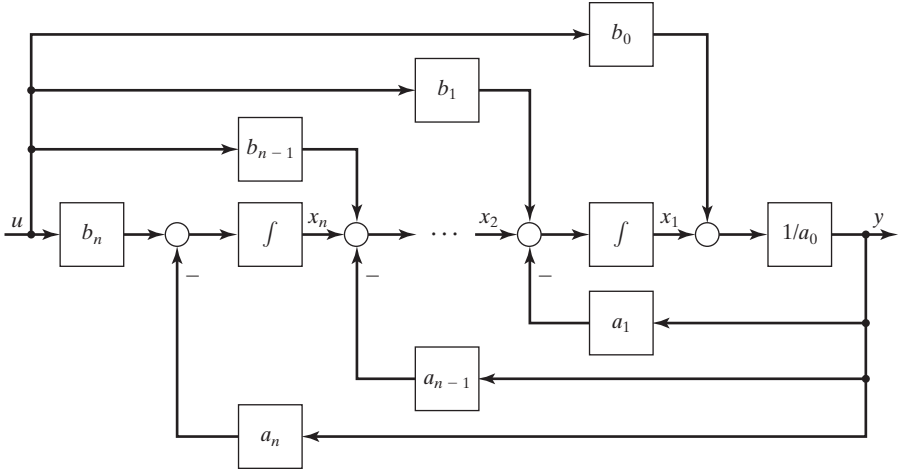 b₀
b₁
bₙ₋₁
u bₙ ∫ xₙ ⋯ x₂ ∫ x₁ 1/a₀ y
− − −
a₁
aₙ₋₁
aₙ